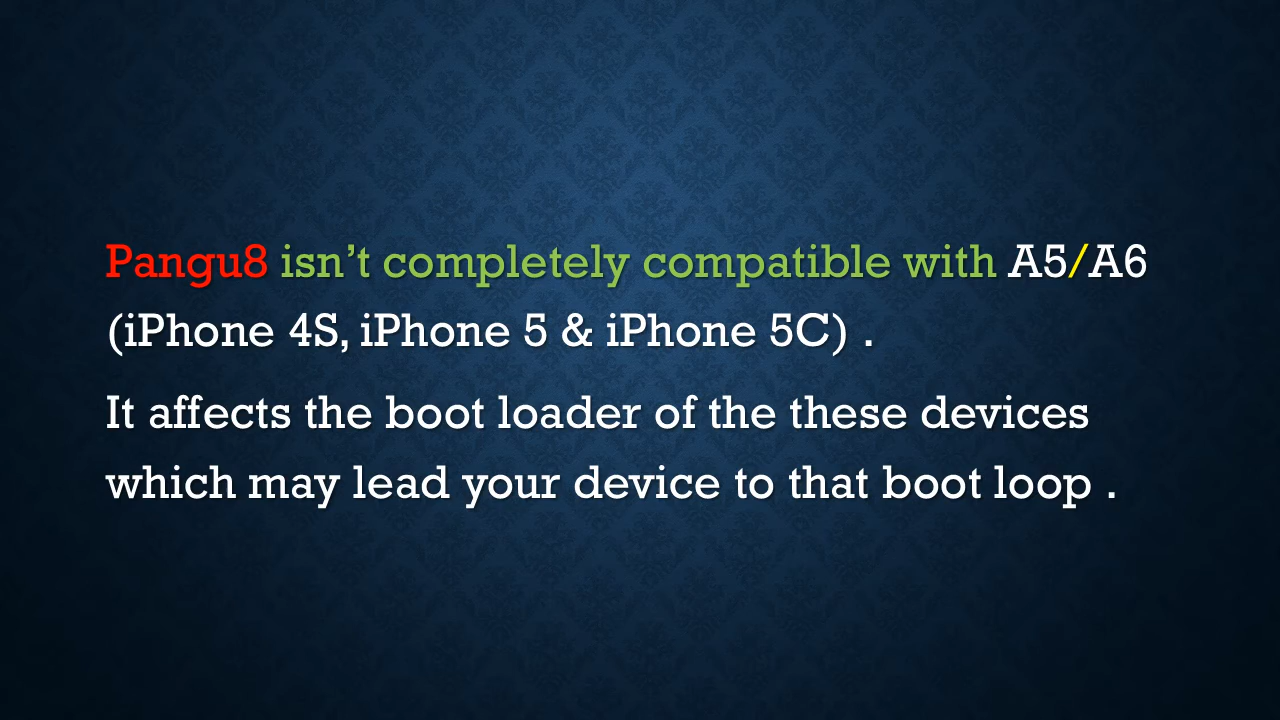 Pangu8 isn’t completely compatible with A5/A6
(iPhone 4S, iPhone 5 & iPhone 5C) .
It affects the boot loader of the these devices
which may lead your device to that boot loop .